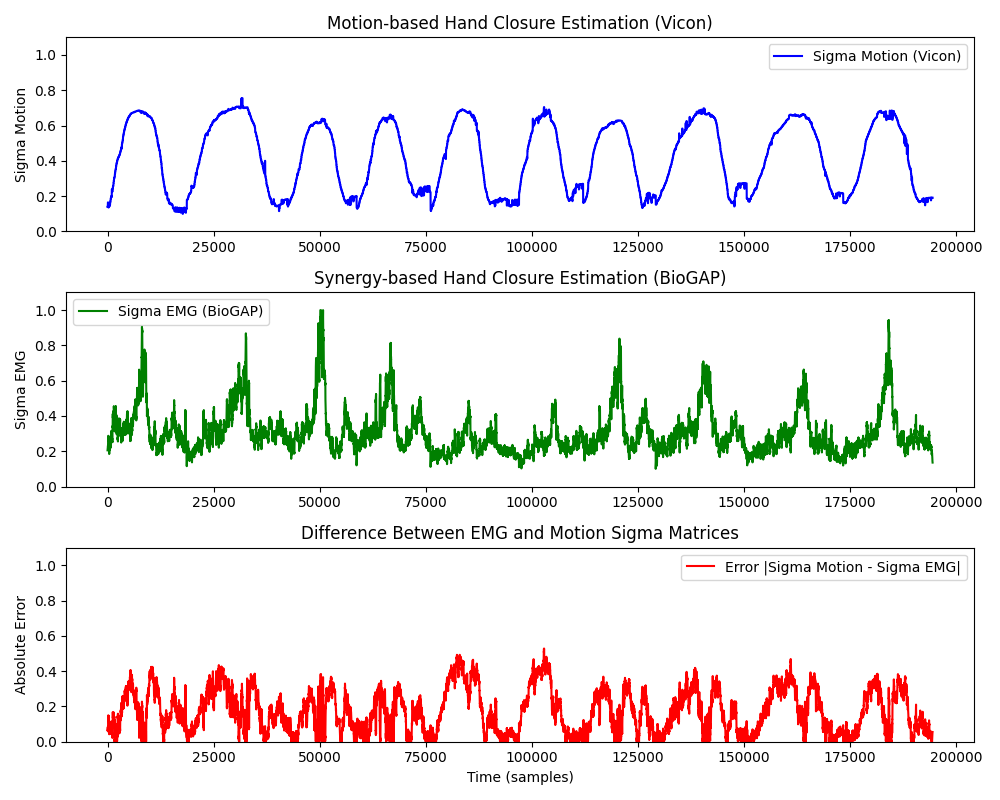 Motion-based Hand Closure Estimation (Vicon)
Sigma Motion
1.0
0.8
0.6
0.4
0.2
0.0
Sigma Motion (Vicon)
0 25000 50000 75000 100000 125000 150000 175000 200000
Synergy-based Hand Closure Estimation (BioGAP)
Sigma EMG
1.0
0.8
0.6
0.4
0.2
0.0
Sigma EMG (BioGAP)
0 25000 50000 75000 100000 125000 150000 175000 200000
Difference Between EMG and Motion Sigma Matrices
Absolute Error
1.0
0.8
0.6
0.4
0.2
0.0
Error |Sigma Motion - Sigma EMG|
0 25000 50000 75000 100000 125000 150000 175000 200000
Time (samples)